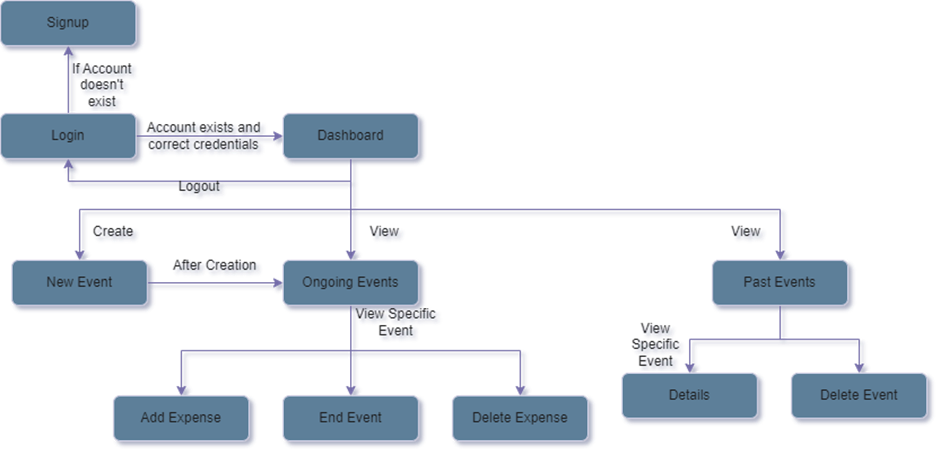 Signup
If Account
doesn't
exist
Login
Account exists and
correct credentials
Dashboard
Logout
Create
View
View
New Event
After Creation
Ongoing Events
Past Events
View Specific
Event
View
Specific
Event
Add Expense
End Event
Delete Expense
Details
Delete Event